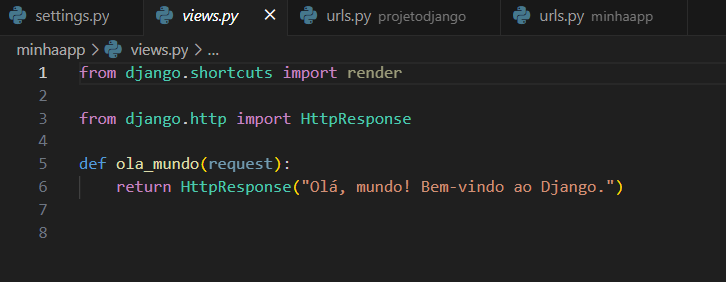 settings.py views.py urls.py projetodjango urls.py minhaapp
minhaapp > views.py > ...
1 from django.shortcuts import render
2
3 from django.http import HttpResponse
4
5 def ola_mundo(request):
6 return HttpResponse("Olá, mundo! Bem-vindo ao Django.")
7
8